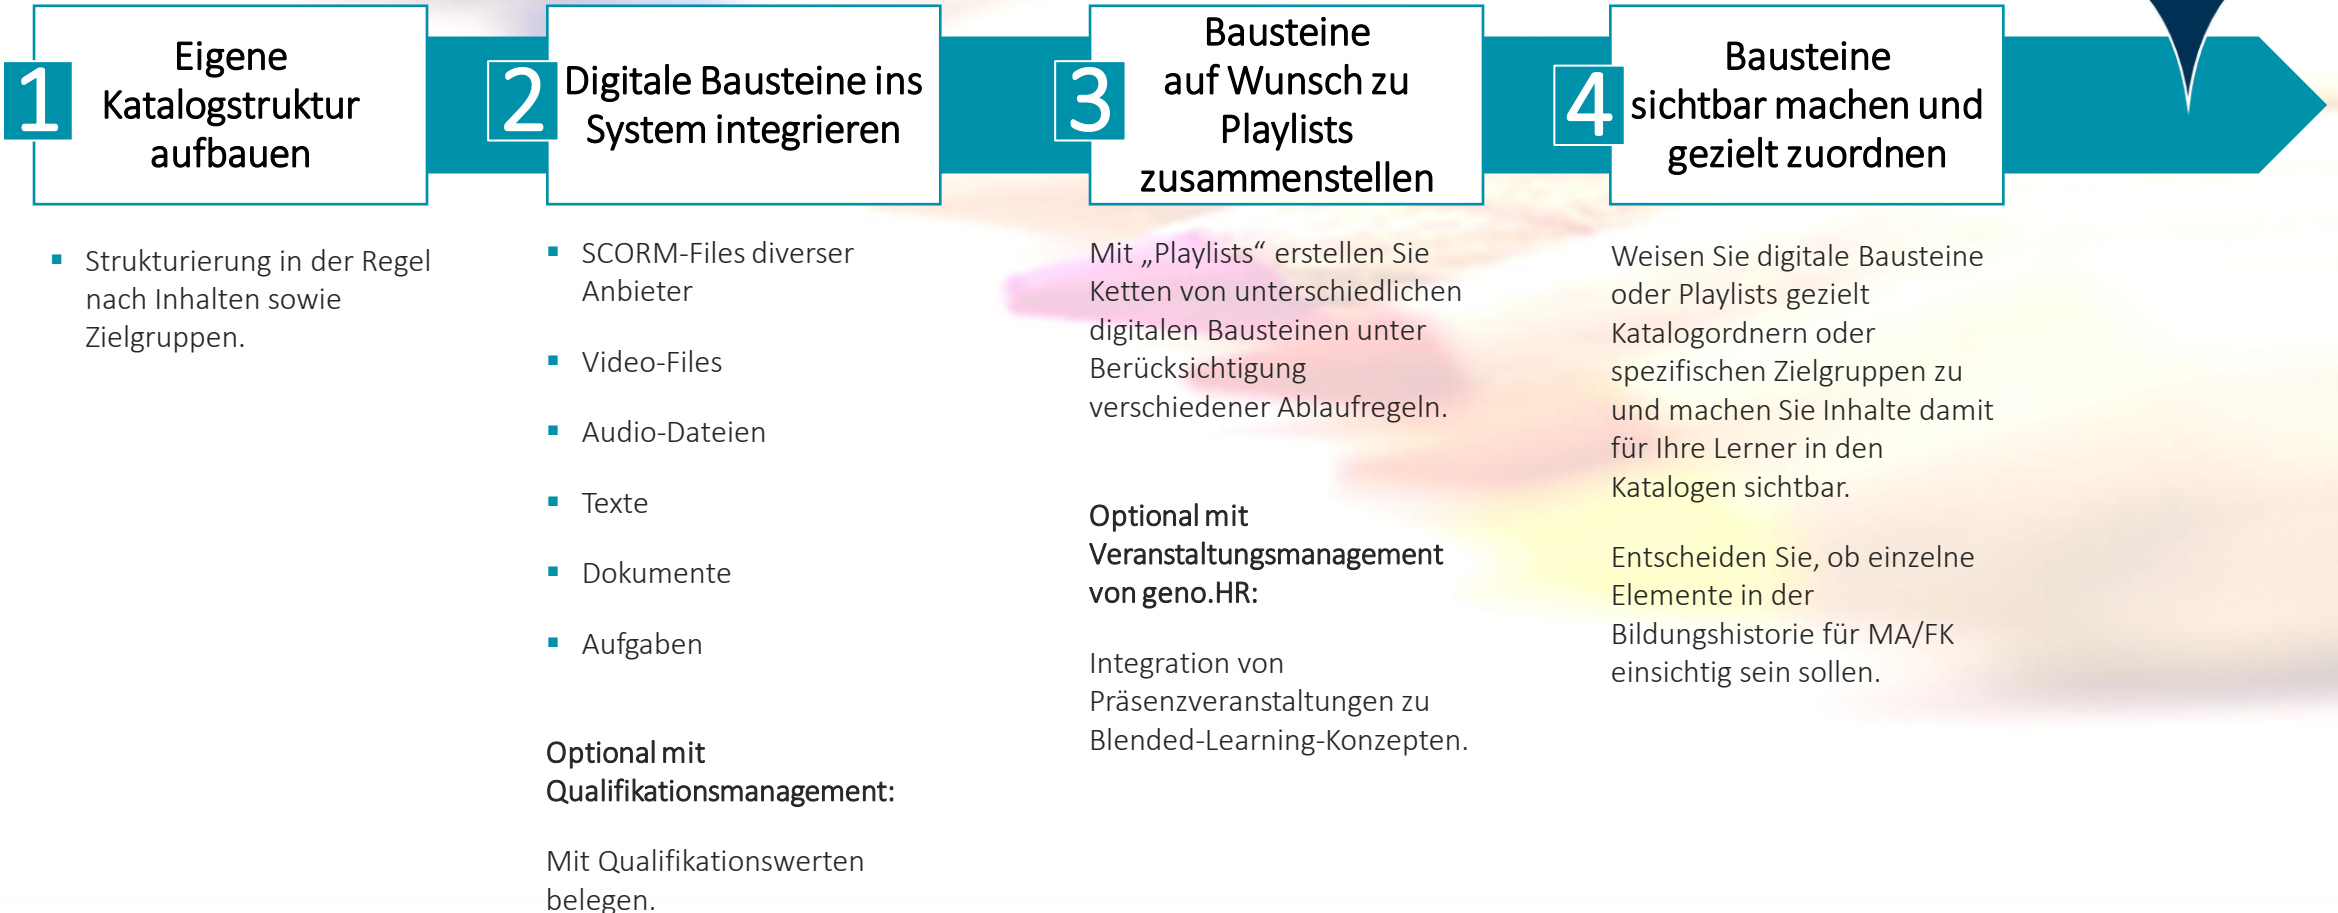 1
Eigene
Katalogstruktur
aufbauen
▪ Strukturierung in der Regel
nach Inhalten sowie
Zielgruppen.
2
Digitale Bausteine ins
System integrieren
▪ SCORM-Files diverser
Anbieter
▪ Video-Files
▪ Audio-Dateien
▪ Texte
▪ Dokumente
▪ Aufgaben
Optional mit
Qualifikationsmanagement:
Mit Qualifikationswerten
belegen.
3
Bausteine
auf Wunsch zu
Playlists
zusammenstellen
Mit „Playlists“ erstellen Sie
Ketten von unterschiedlichen
digitalen Bausteinen unter
Berücksichtigung
verschiedener Ablaufregeln.
Optional mit
Veranstaltungsmanagement
von geno.HR:
Integration von
Präsenzveranstaltungen zu
Blended-Learning-Konzepten.
4
Bausteine
sichtbar machen und
gezielt zuordnen
Weisen Sie digitale Bausteine
oder Playlists gezielt
Katalogordnern oder
spezifischen Zielgruppen zu
und machen Sie Inhalte damit
für Ihre Lerner in den
Katalogen sichtbar.
Entscheiden Sie, ob einzelne
Elemente in der
Bildungshistorie für MA/FK
einsichtig sein sollen.